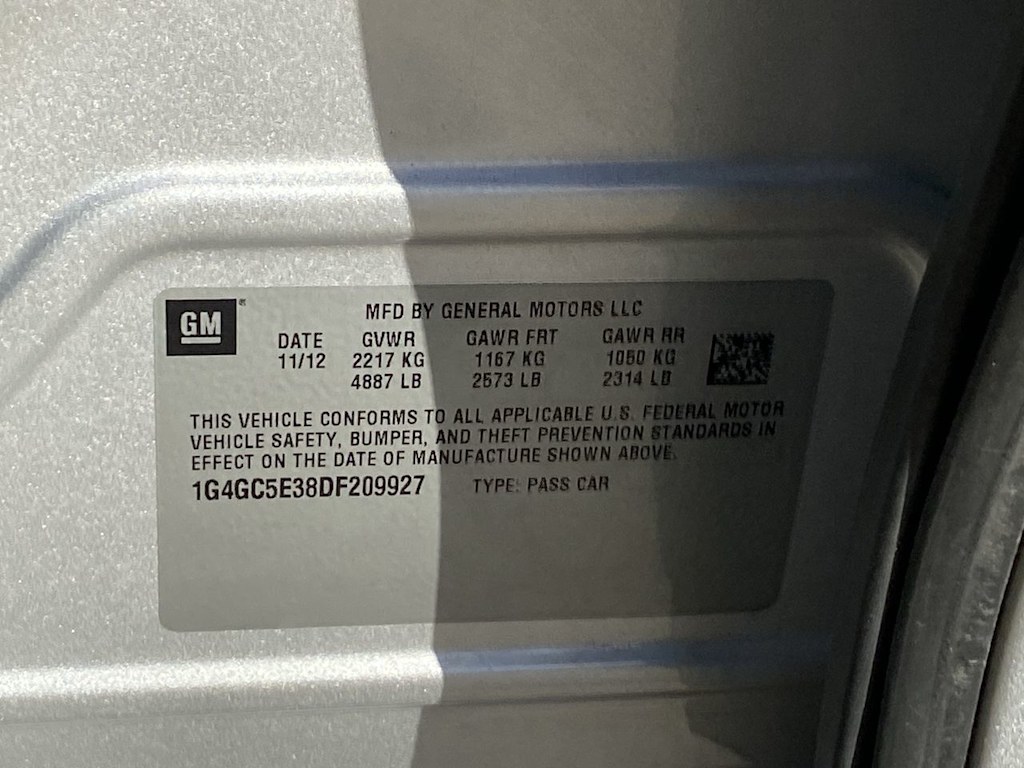 GM
MFD BY GENERAL MOTORS LLC
DATE GVWR GAWR FRT GAWR RR
11/12 2217 KG 1167 KG 1050 KG
4887 LB 2573 LB 2314 LB
THIS VEHICLE CONFORMS TO ALL APPLICABLE U.S. FEDERAL MOTOR
VEHICLE SAFETY, BUMPER, AND THEFT PREVENTION STANDARDS IN
EFFECT ON THE DATE OF MANUFACTURE SHOWN ABOVE.
1G4GC5E38DF209927 TYPE: PASS CAR